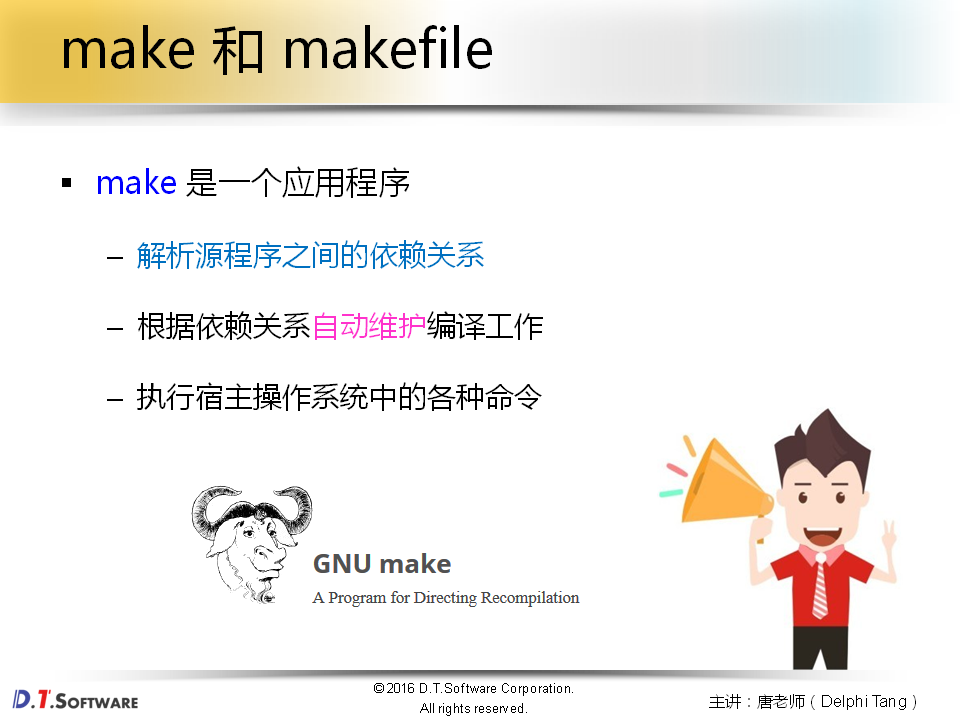 make 和 makefile
▪ make 是一个应用程序
– 解析源程序之间的依赖关系
– 根据依赖关系自动维护编译工作
– 执行宿主操作系统中的各种命令
GNU make
A Program for Directing Recompilation
D.T.SOFTWARE
©2016 D.T.Software Corporation.
All rights reserved.
主讲：唐老师（Delphi Tang）